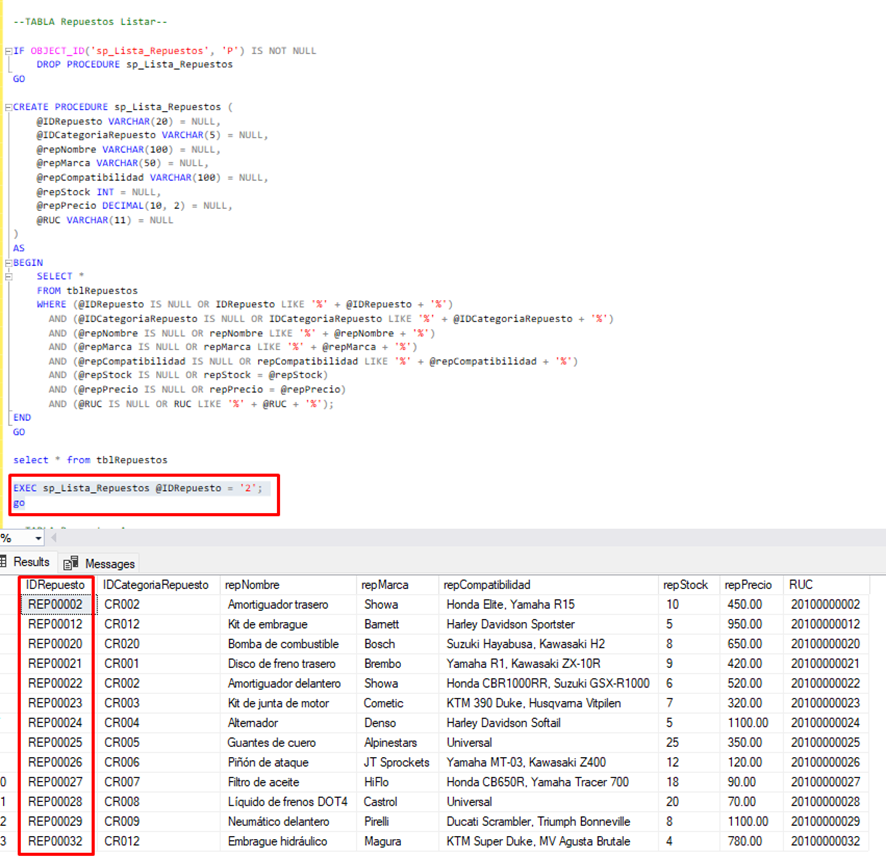 --TABLA Repuestos Listar--
IF OBJECT_ID('sp_Lista_Repuestos', 'P') IS NOT NULL
DROP PROCEDURE sp_Lista_Repuestos
GO
CREATE PROCEDURE sp_Lista_Repuestos (
@IDRepuesto VARCHAR(20) = NULL,
@IDCategoriaRepuesto VARCHAR(5) = NULL,
@repNombre VARCHAR(100) = NULL,
@repMarca VARCHAR(50) = NULL,
@repCompatibilidad VARCHAR(100) = NULL,
@repStock INT = NULL,
@repPrecio DECIMAL(10, 2) = NULL,
@RUC VARCHAR(11) = NULL
)
AS
BEGIN
SELECT *
FROM tblRepuestos
WHERE (@IDRepuesto IS NULL OR IDRepuesto LIKE '%' + @IDRepuesto + '%')
AND (@IDCategoriaRepuesto IS NULL OR IDCategoriaRepuesto LIKE '%' + @IDCategoriaRepuesto + '%')
AND (@repNombre IS NULL OR repNombre LIKE '%' + @repNombre + '%')
AND (@repMarca IS NULL OR repMarca LIKE '%' + @repMarca + '%')
AND (@repCompatibilidad IS NULL OR repCompatibilidad LIKE '%' + @repCompatibilidad + '%')
AND (@repStock IS NULL OR repStock = @repStock)
AND (@repPrecio IS NULL OR repPrecio = @repPrecio)
AND (@RUC IS NULL OR RUC LIKE '%' + @RUC + '%');
END
GO
select * from tblRepuestos
EXEC sp_Lista_Repuestos @IDRepuesto = '2';
go
%
Results Messages
IDRepuesto IDCategoriaRepuesto repNombre repMarca repCompatibilidad repStock repPrecio RUC
REP00002 CR002 Amortiguador trasero Showa Honda Elite, Yamaha R15 10 450.00 20100000002
REP00012 CR012 Kit de embrague Barnett Harley Davidson Sportster 5 950.00 20100000012
REP00020 CR020 Bomba de combustible Bosch Suzuki Hayabusa, Kawasaki H2 8 650.00 20100000020
REP00021 CR001 Disco de freno trasero Brembo Yamaha R1, Kawasaki ZX-10R 9 420.00 20100000021
REP00022 CR002 Amortiguador delantero Showa Honda CBR1000RR, Suzuki GSX-R1000 6 520.00 20100000022
REP00023 CR003 Kit de junta de motor Cometic KTM 390 Duke, Husqvarna Vitpilen 7 320.00 20100000023
REP00024 CR004 Alternador Denso Harley Davidson Softail 5 1100.00 20100000024
REP00025 CR005 Guantes de cuero Alpinestars Universal 25 350.00 20100000025
REP00026 CR006 Piñón de ataque JT Sprockets Yamaha MT-03, Kawasaki Z400 12 120.00 20100000026
0 REP00027 CR007 Filtro de aceite HiFlo Honda CB650R, Yamaha Tracer 700 18 90.00 20100000027
1 REP00028 CR008 Líquido de frenos DOT4 Castrol Universal 20 70.00 20100000028
2 REP00029 CR009 Neumático delantero Pirelli Ducati Scrambler, Triumph Bonneville 8 1100.00 20100000029
3 REP00032 CR012 Embrague hidráulico Magura KTM Super Duke, MV Agusta Brutale 4 780.00 20100000032